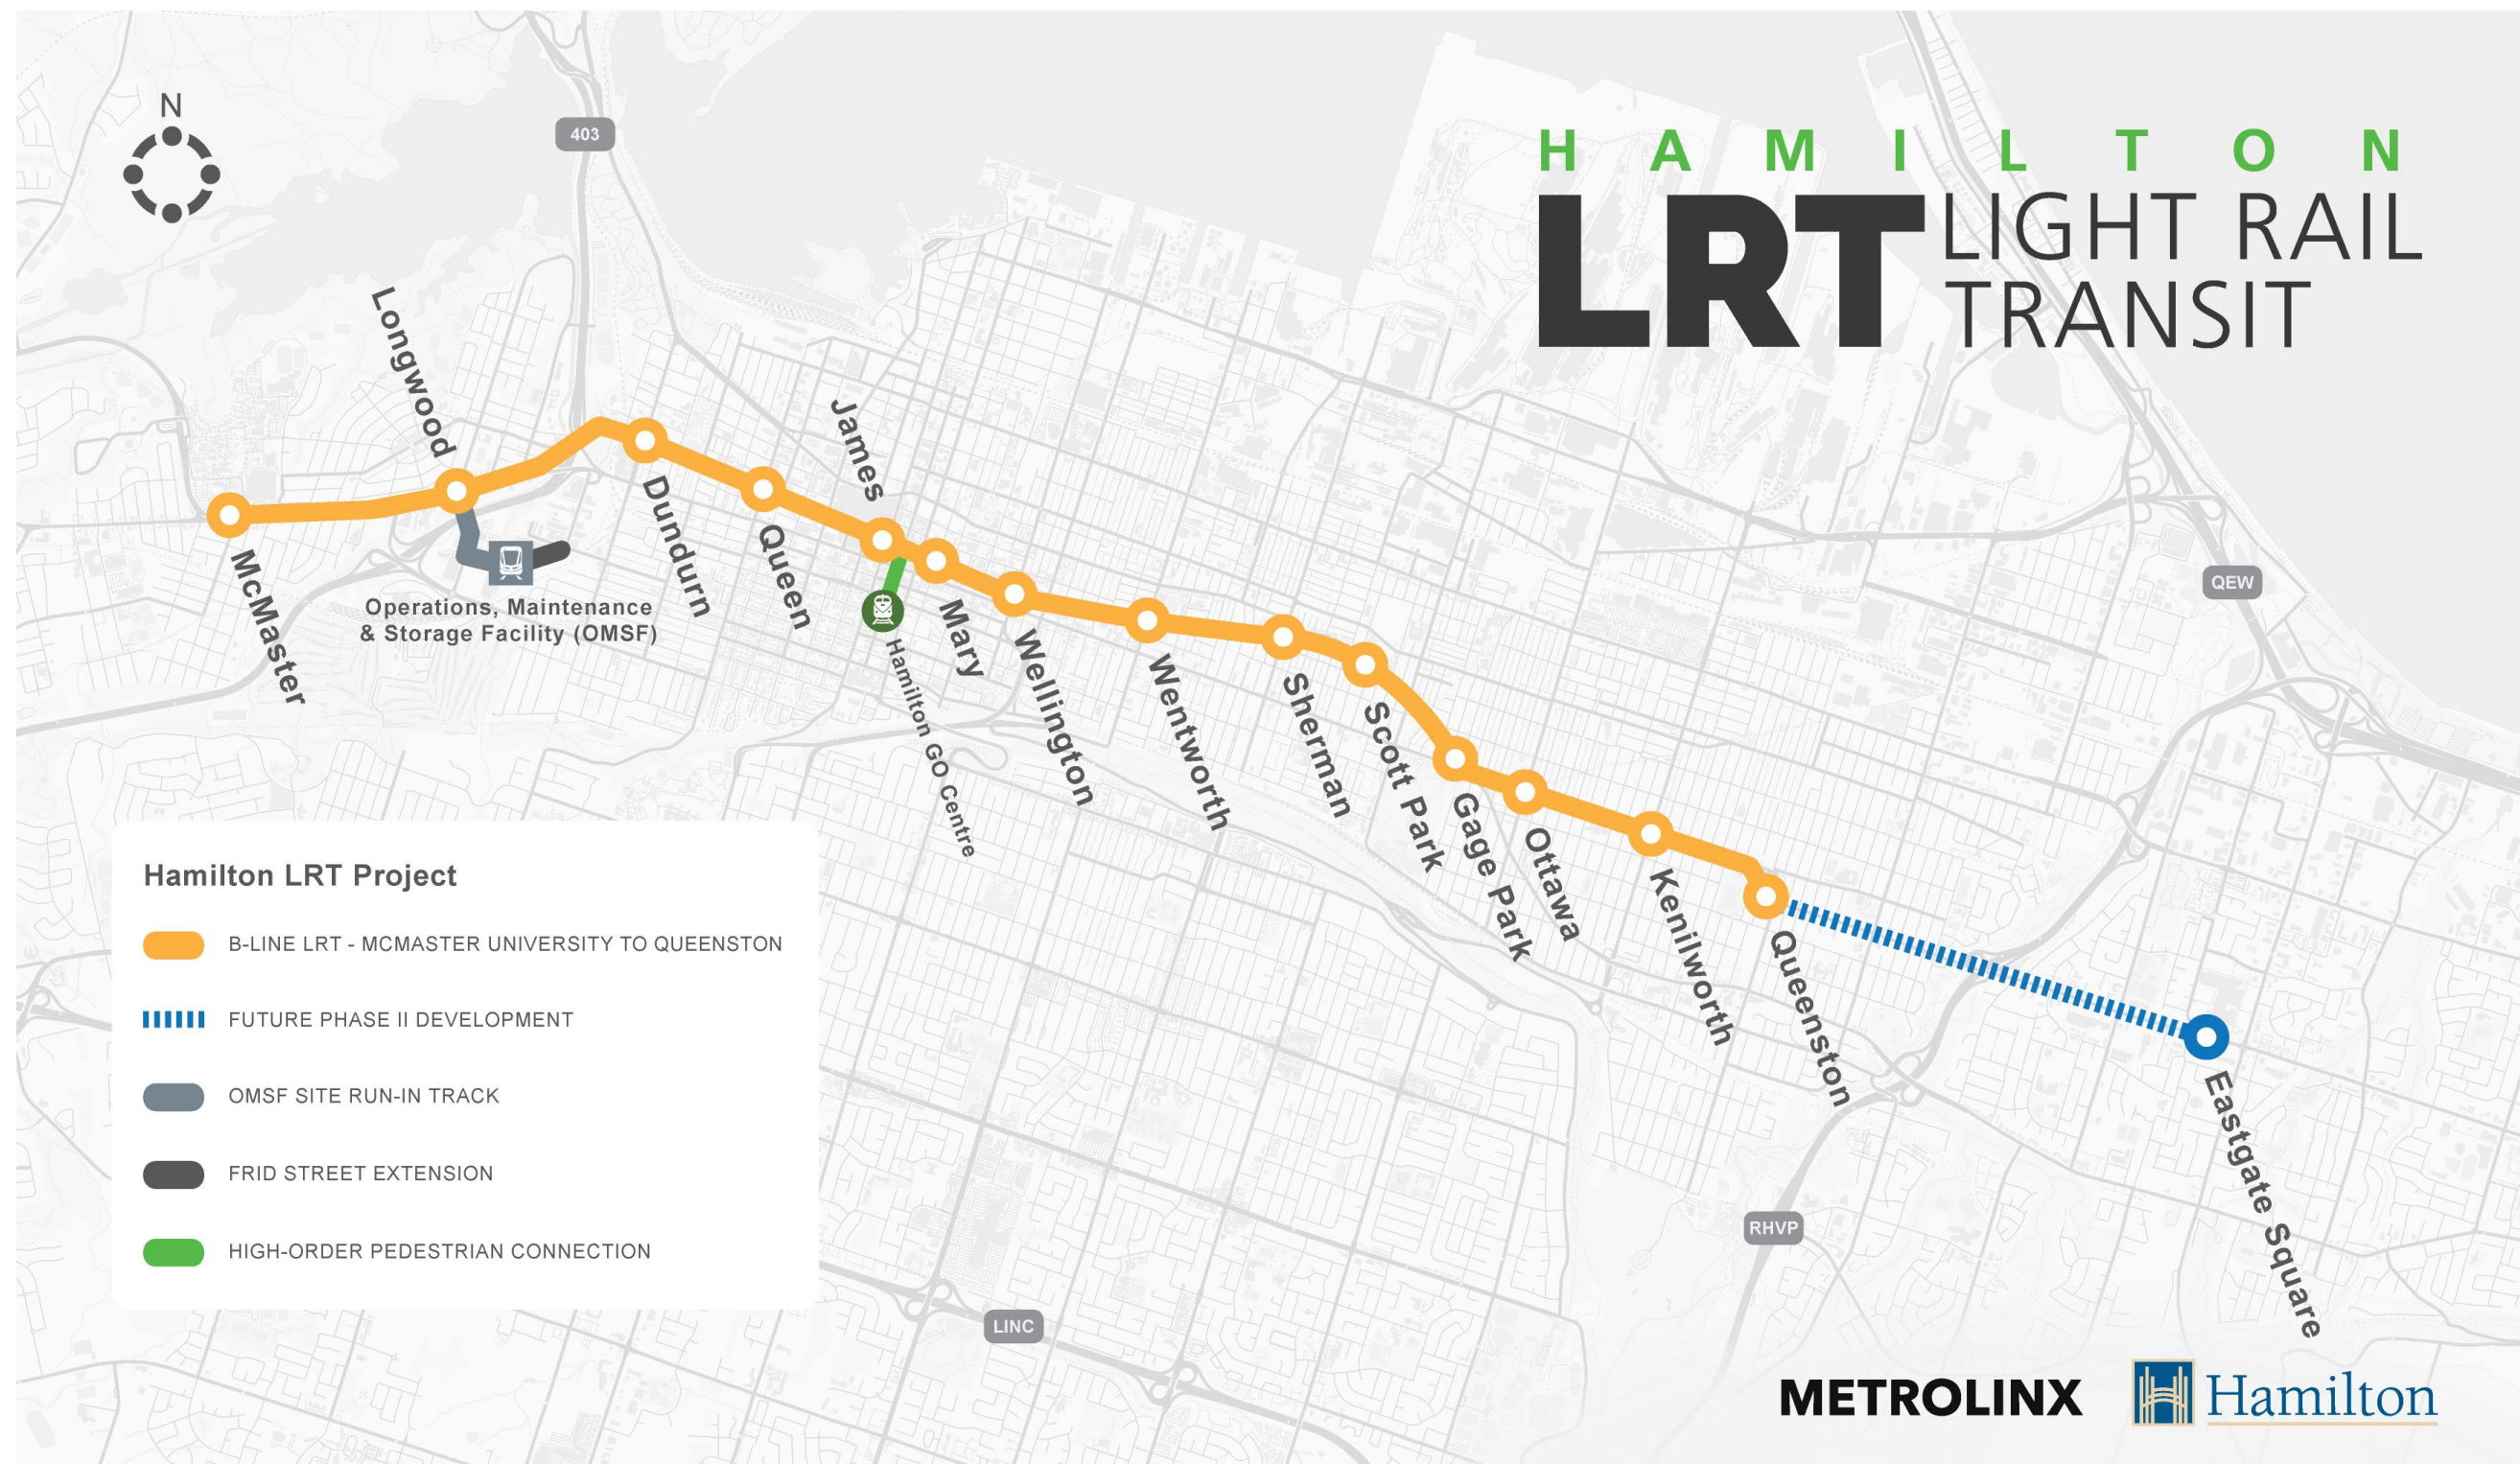 N
403
HAMILTON
LRT
LIGHT RAIL
TRANSIT
Longwood
James
McMaster
Operations, Maintenance
& Storage Facility (OMSF)
Dundurn
Queen
Hamilton GO Centre
Mary
Wellington
Wentworth
Sherman
Scott Park
Gage Park
Ottawa
Kenilworth
Queenston
Eastgate Square
QEW
RHVP
LINC
Hamilton LRT Project
B-LINE LRT - MCMASTER UNIVERSITY TO QUEENSTON
FUTURE PHASE II DEVELOPMENT
OMSF SITE RUN-IN TRACK
FRID STREET EXTENSION
HIGH-ORDER PEDESTRIAN CONNECTION
METROLINX
Hamilton